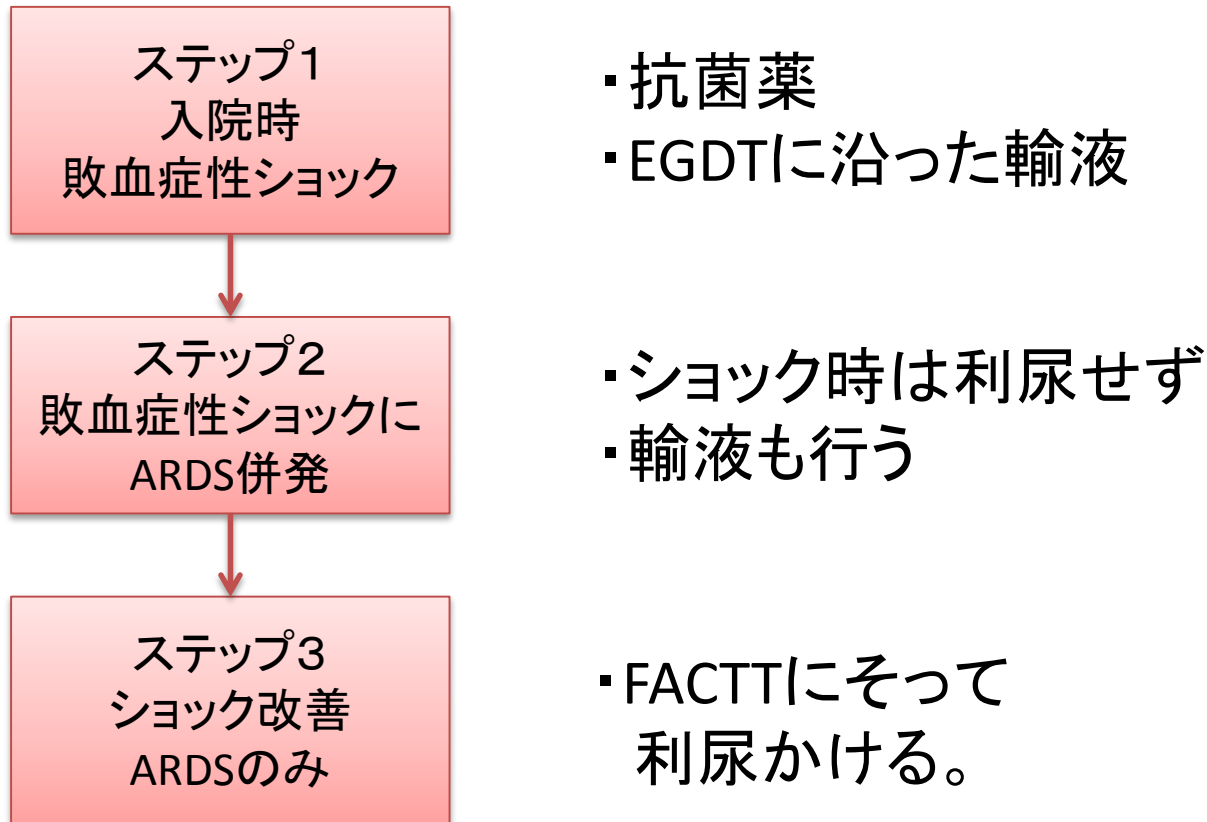 ステップ１
入院時
敗血症性ショック
・抗菌薬
・EGDTに沿った輸液
ステップ２
敗血症性ショックに
ARDS併発
・ショック時は利尿せず
・輸液も行う
ステップ３
ショック改善
ARDSのみ
・FACTTにそって
利尿かける。